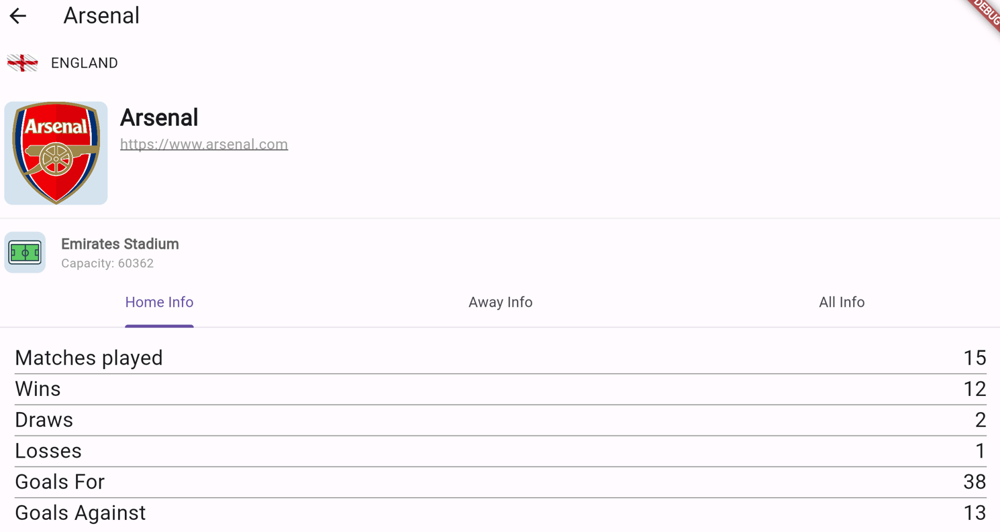 Arsenal
DEBUG
ENGLAND
Arsenal
Arsenal
https://www.arsenal.com
Emirates Stadium
Capacity: 60362
Home Info Away Info All Info
Matches played 15
Wins 12
Draws 2
Losses 1
Goals For 38
Goals Against 13